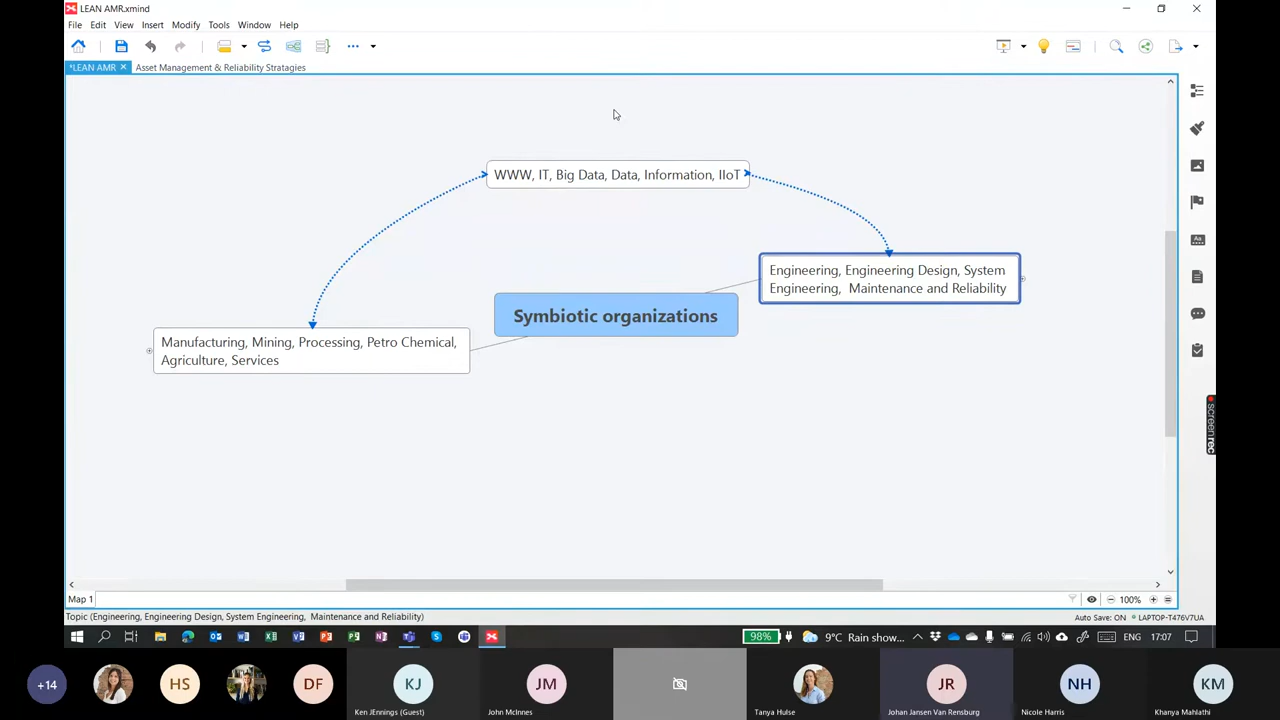 LEAN AMR.xmind
File Edit View Insert Modify Tools Window Help
*LEAN AMR
Asset Management & Reliability Stratagies
WWW, IT, Big Data, Data, Information, IIoT
Engineering, Engineering Design, System
Engineering, Maintenance and Reliability
Symbiotic organizations
Manufacturing, Mining, Processing, Petro Chemical,
Agriculture, Services
screenrec
Map 1
100%
Topic (Engineering, Engineering Design, System Engineering, Maintenance and Reliability)
Auto Save: ON
LAPTOP-T476V7UA
98%
9°C Rain show...
ENG
17:07
+14
HS
DF
KJ
JM
JR
NH
KM
Ken JEnnings (Guest)
John McInnes
Tanya Hulse
Johan Jansen Van Rensburg
Nicole Harris
Khanya Mahlathi